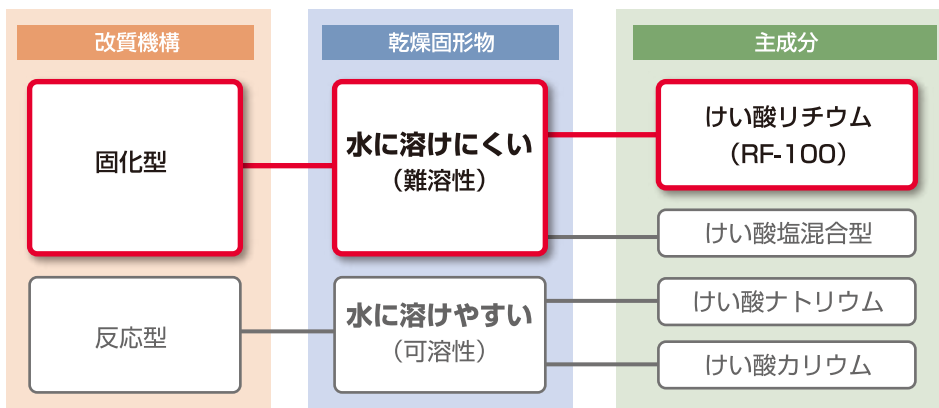 改質機構
乾燥固形物
主成分
固化型
水に溶けにくい
（難溶性）
けい酸リチウム
（RF-100）
けい酸塩混合型
反応型
水に溶けやすい
（可溶性）
けい酸ナトリウム
けい酸カリウム